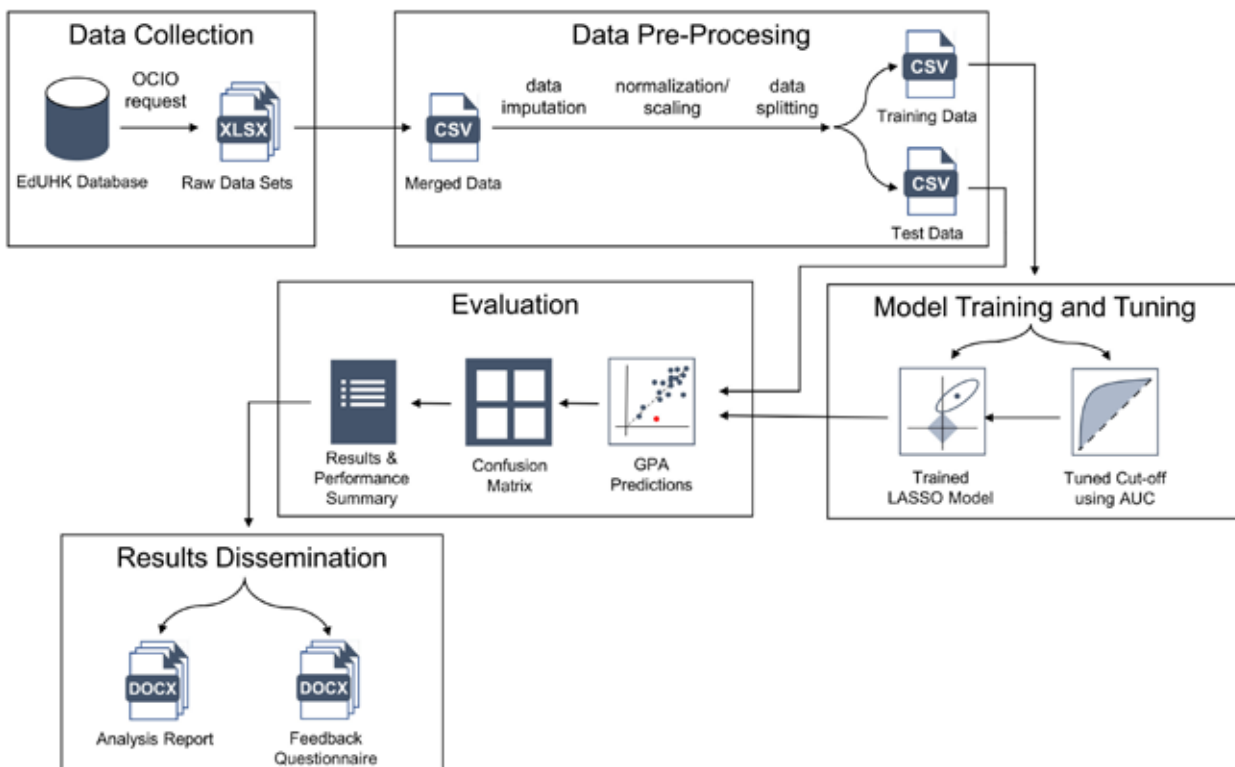 Data Collection
OCIO
request
XLSX
EdUHK Database
Raw Data Sets
Data Pre-Procesing
CSV
Merged Data
data
imputation
normalization/
scaling
data
splitting
CSV
Training Data
CSV
Test Data
Model Training and Tuning
Trained
LASSO Model
Tuned Cut-off
using AUC
Evaluation
Results &
Performance
Summary
Confusion
Matrix
GPA
Predictions
Results Dissemination
DOCX
Analysis Report
DOCX
Feedback
Questionnaire